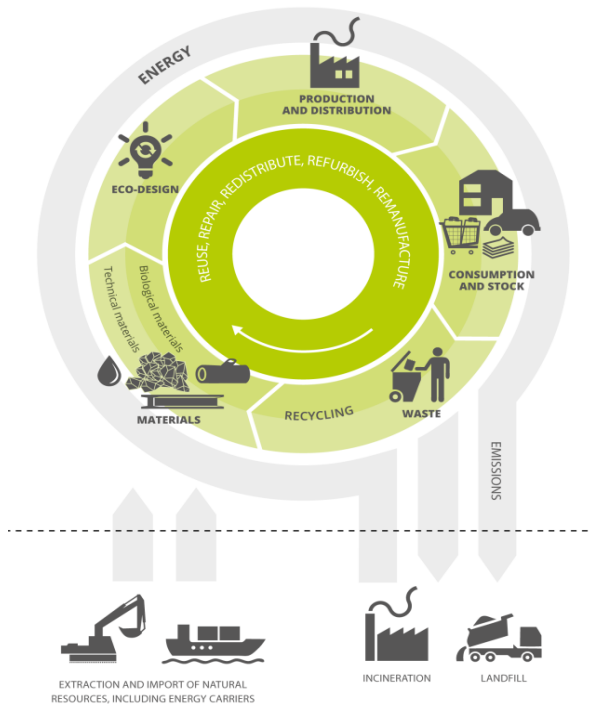 ENERGY
PRODUCTION
AND DISTRIBUTION
ECO-DESIGN
REUSE, REPAIR, REDISTRIBUTE, REFURBISH, REMANUFACTURE
CONSUMPTION
AND STOCK
Technical materials
Biological materials
MATERIALS
RECYCLING
WASTE
EMISSIONS
EXTRACTION AND IMPORT OF NATURAL
RESOURCES, INCLUDING ENERGY CARRIERS
INCINERATION
LANDFILL